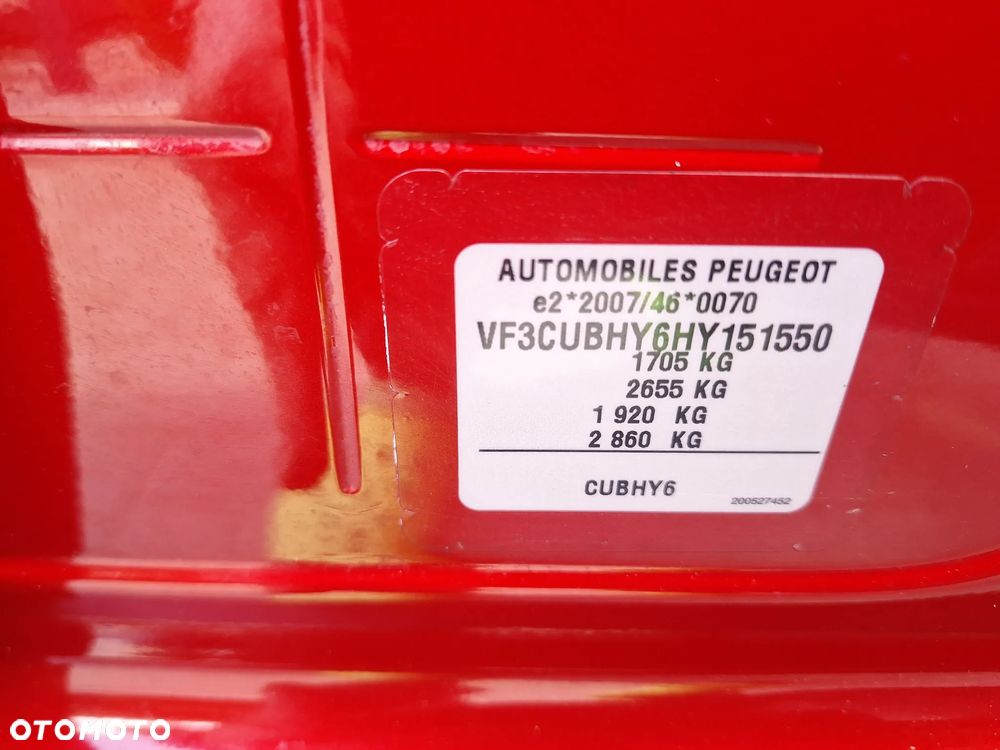 AUTOMOBILES PEUGEOT
e2*2007/46*0070
VF3CUBHY6HY151550
1705 KG
2655 KG
1 920 KG
2 860 KG
CUBHY6
200527452
OTOMOTO